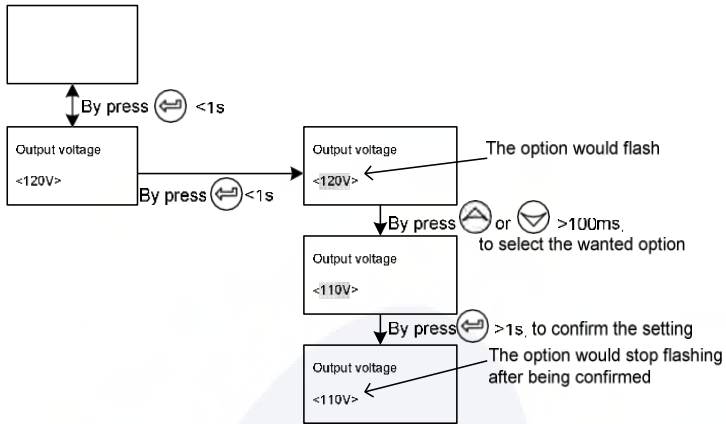 By press <1s
Output voltage
<120V>
By press <1s
Output voltage
<120V>
The option would flash
By press or >100ms,
to select the wanted option
Output voltage
<110V>
By press >1s, to confirm the setting
Output voltage
<110V>
The option would stop flashing
after being confirmed